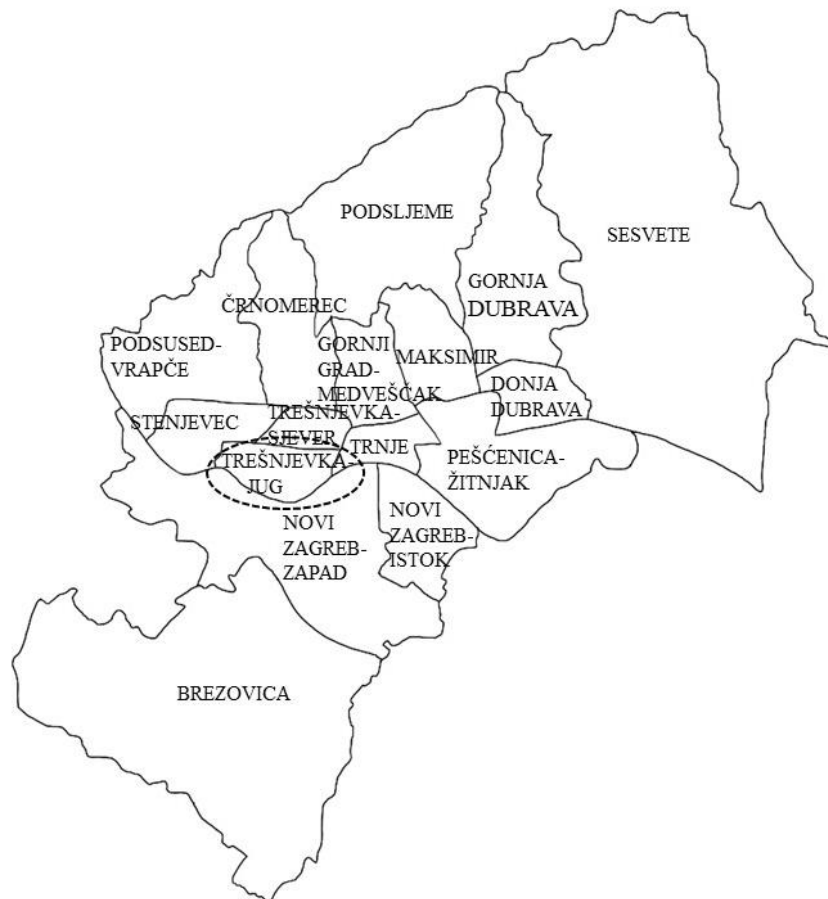 PODSLJEME
SESVETE
GORNJA
DUBRAVA
ČRNOMEREC
PODSUSED-
VRAPČE
GORNJI
GRAD-
MEDVEŠČAK
MAKSIMIR
DONJA
DUBRAVA
STENJEVEC
TREŠNJEVKA-
SJEVER
TRNJE
PEŠĆENICA-
ŽITNJAK
TREŠNJEVKA-
JUG
NOVI
ZAGREB-
ZAPAD
NOVI
ZAGREB-
ISTOK
BREZOVICA